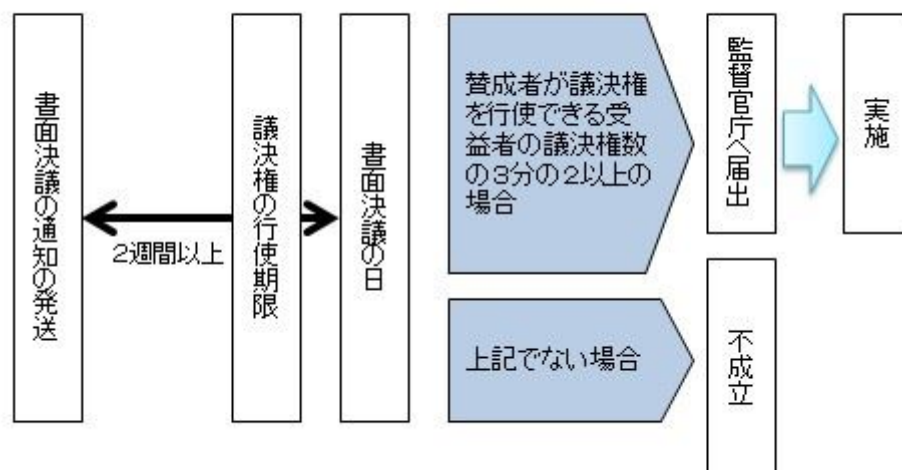 書面決議の通知の発送
2週間以上
議決権の行使期限
書面決議の日
賛成者が議決権
を行使できる受
益者の議決権数
の3分の2以上の
場合
監督官庁へ届出
実施
上記でない場合
不成立